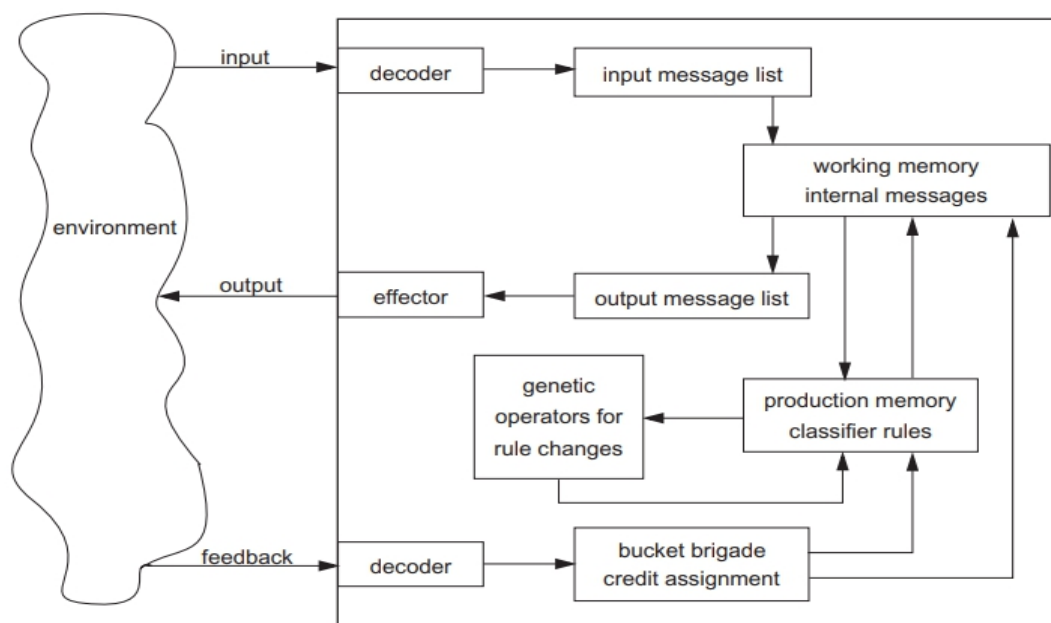 input
decoder
input message list
working memory
internal messages
environment
output
effector
output message list
genetic
operators for
rule changes
production memory
classifier rules
feedback
decoder
bucket brigade
credit assignment